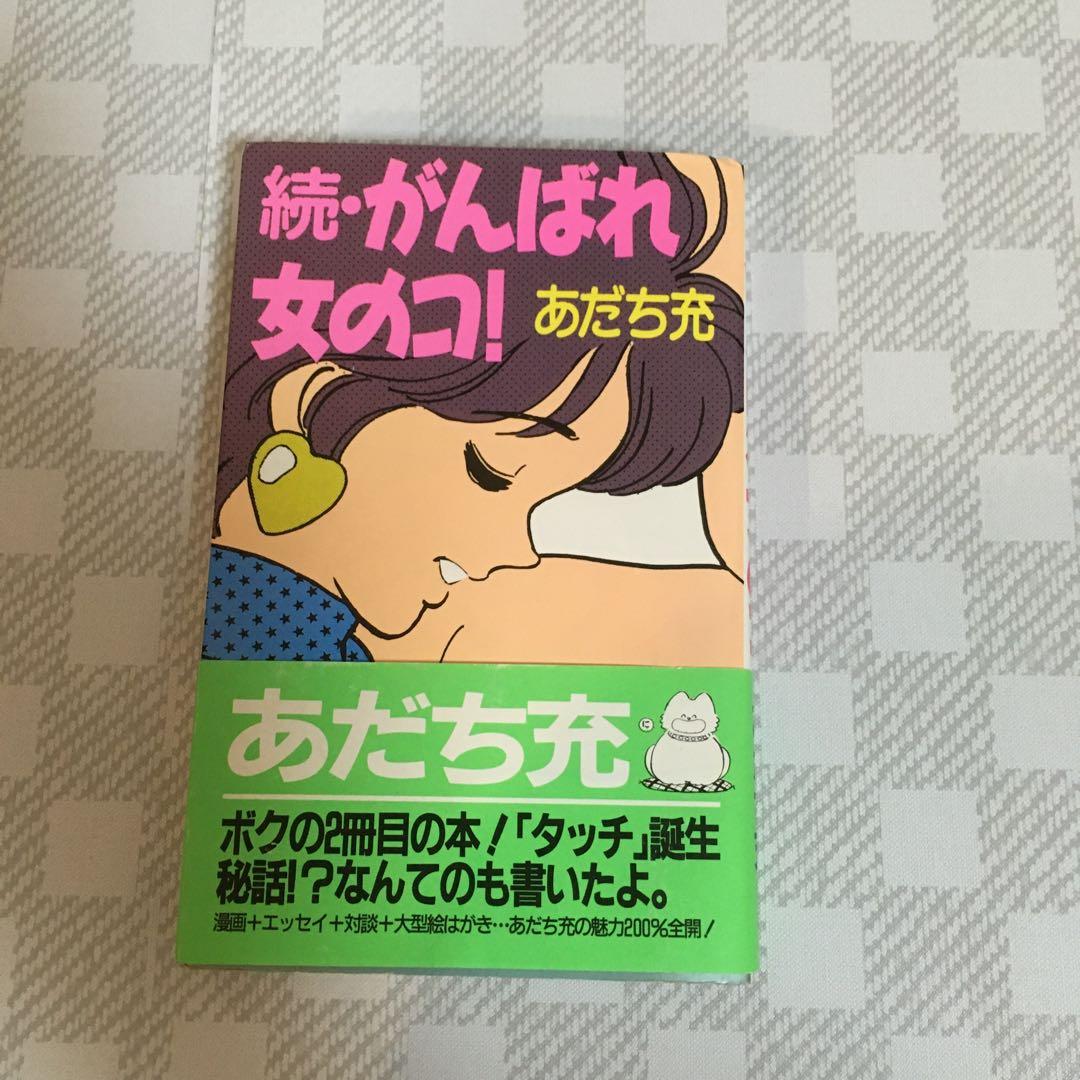 続・がんばれ
女のコ!
あだち充
あだち充
ボクの2冊目の本!「タッチ」誕生
秘話!?なんてのも書いたよ。
漫画+エッセイ+対談+大型絵はがき…あだち充の魅力200%全開!